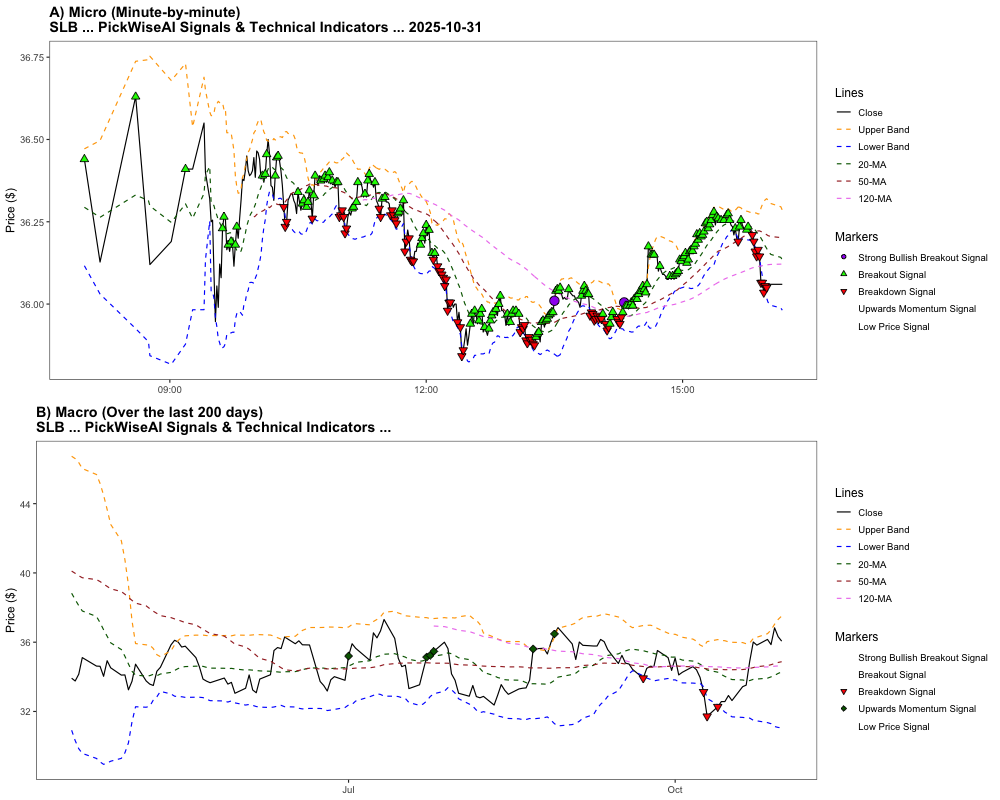 A) Micro (Minute-by-minute)
SLB ... PickWiseAI Signals & Technical Indicators ... 2025-10-31
Price ($)
36.75
36.50
36.25
36.00
09:00
12:00
15:00
Lines
Close
Upper Band
Lower Band
20-MA
50-MA
120-MA
Markers
Strong Bullish Breakout Signal
Breakout Signal
Breakdown Signal
Upwards Momentum Signal
Low Price Signal
B) Macro (Over the last 200 days)
SLB ... PickWiseAI Signals & Technical Indicators ...
Price ($)
44
40
36
32
Jul
Oct
Lines
Close
Upper Band
Lower Band
20-MA
50-MA
120-MA
Markers
Strong Bullish Breakout Signal
Breakout Signal
Breakdown Signal
Upwards Momentum Signal
Low Price Signal